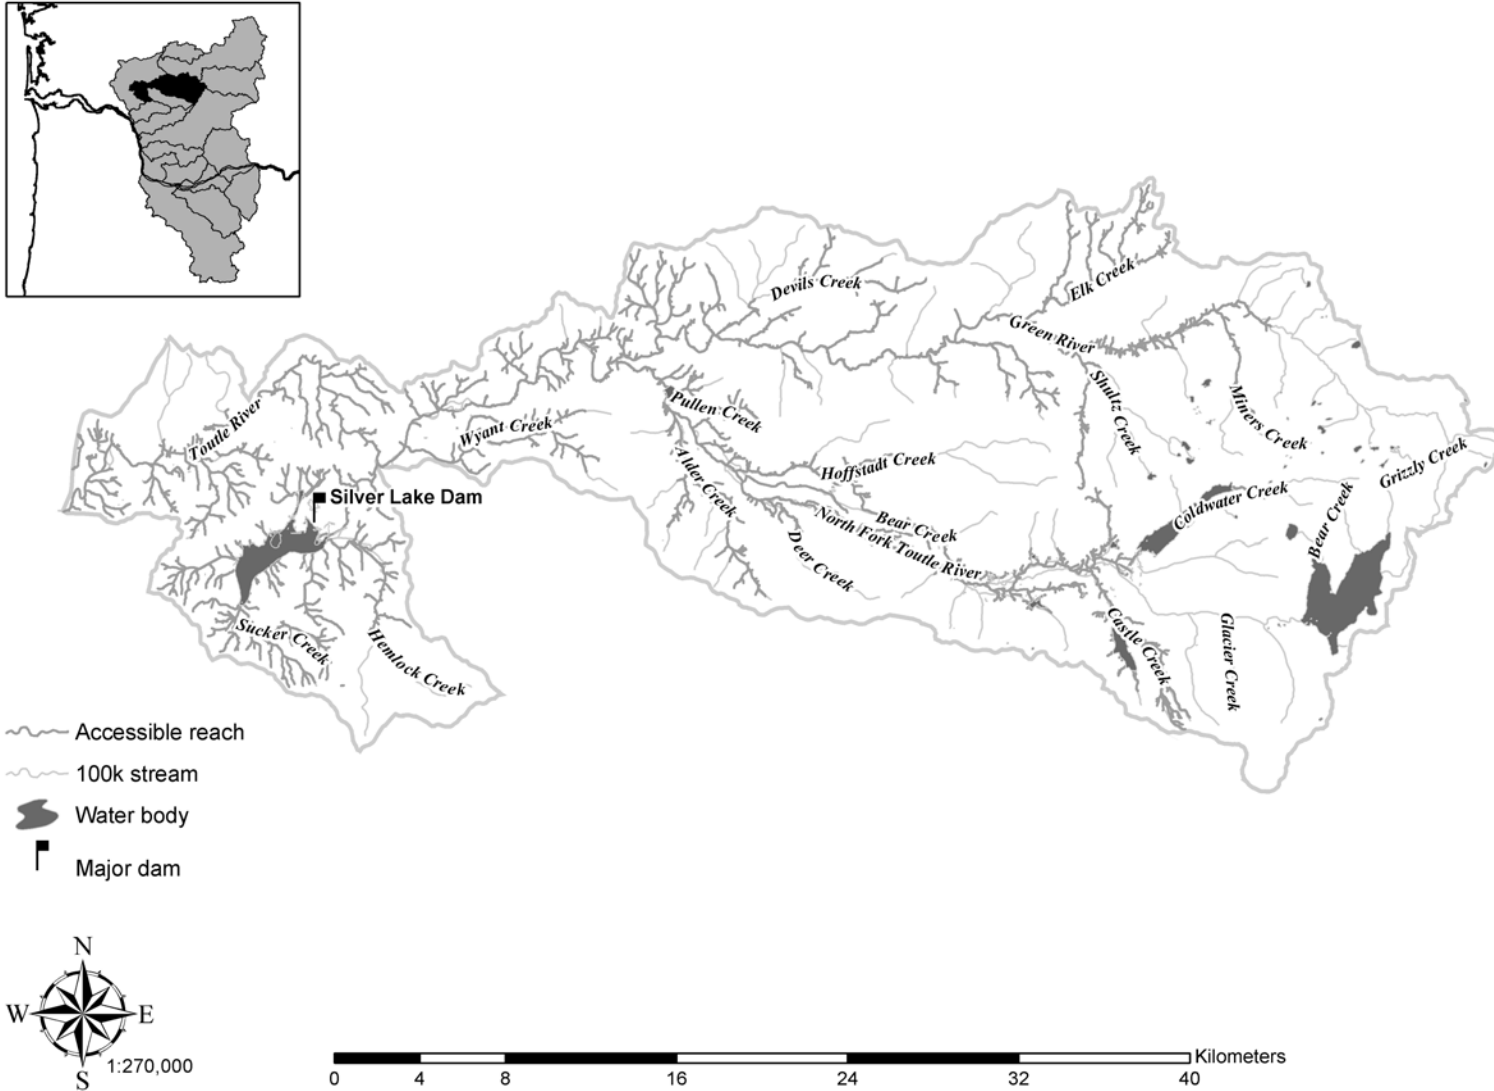 Devils Creek
Elk Creek
Green River
Toutle River
Pullen Creek
Wyant Creek
Shultz Creek
Miners Creek
Hoffstadt Creek
Grizzly Creek
Alder Creek
Silver Lake Dam
Coldwater Creek
Bear Creek
North Fork Toutle River
Bear Creek
Deer Creek
Sucker Creek
Hemlock Creek
Castle Creek
Glacier Creek
Accessible reach
100k stream
Water body
Major dam
N
W E
S
1:270,000
Kilometers
0 4 8 16 24 32 40